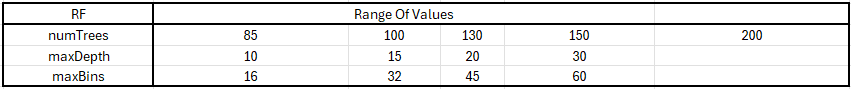 RF Range Of Values
numTrees 85 100 130 150 200
maxDepth 10 15 20 30
maxBins 16 32 45 60